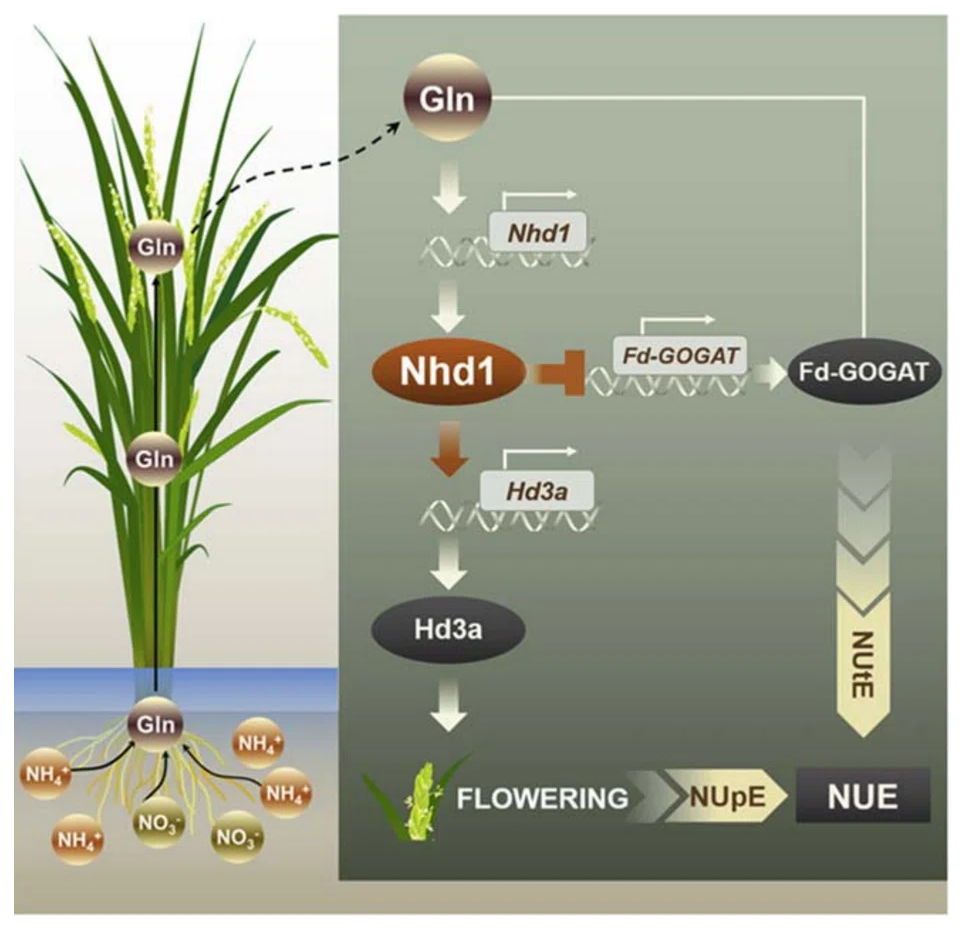 Gln
Nhd1
Gln
Nhd1
Fd-GOGAT
Fd-GOGAT
Gln
Hd3a
Hd3a
NUtE
Gln
NH₄⁺
NH₄⁺
NH₄⁺
NO₃⁻
NH₄⁺
NO₃⁻
FLOWERING
NUpE
NUE